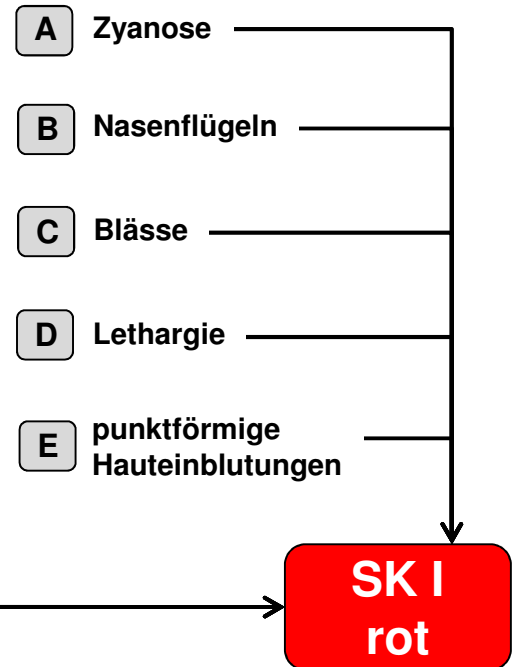 A Zyanose
B Nasenflügeln
C Blässe
D Lethargie
E punktförmige
Hauteinblutungen
SK I
rot